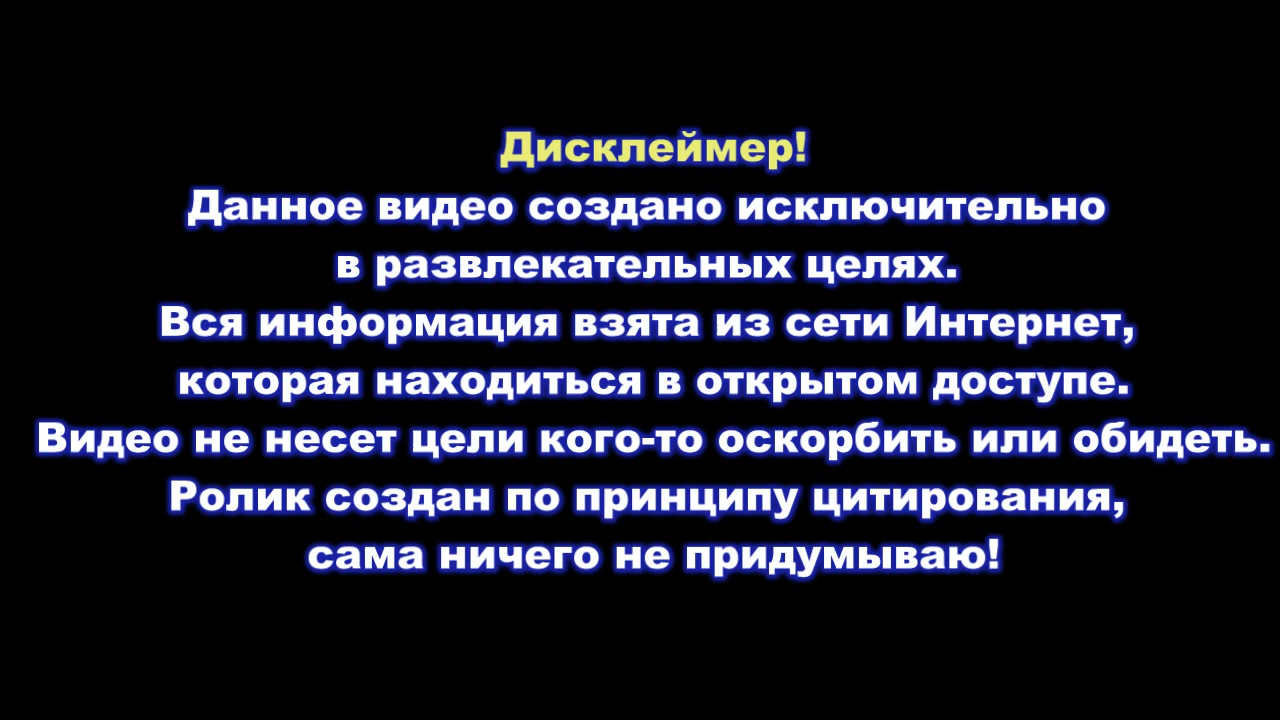 Дисклеймер!
Данное видео создано исключительно
в развлекательных целях.
Вся информация взята из сети Интернет,
которая находиться в открытом доступе.
Видео не несет цели кого-то оскорбить или обидеть.
Ролик создан по принципу цитирования,
сама ничего не придумываю!